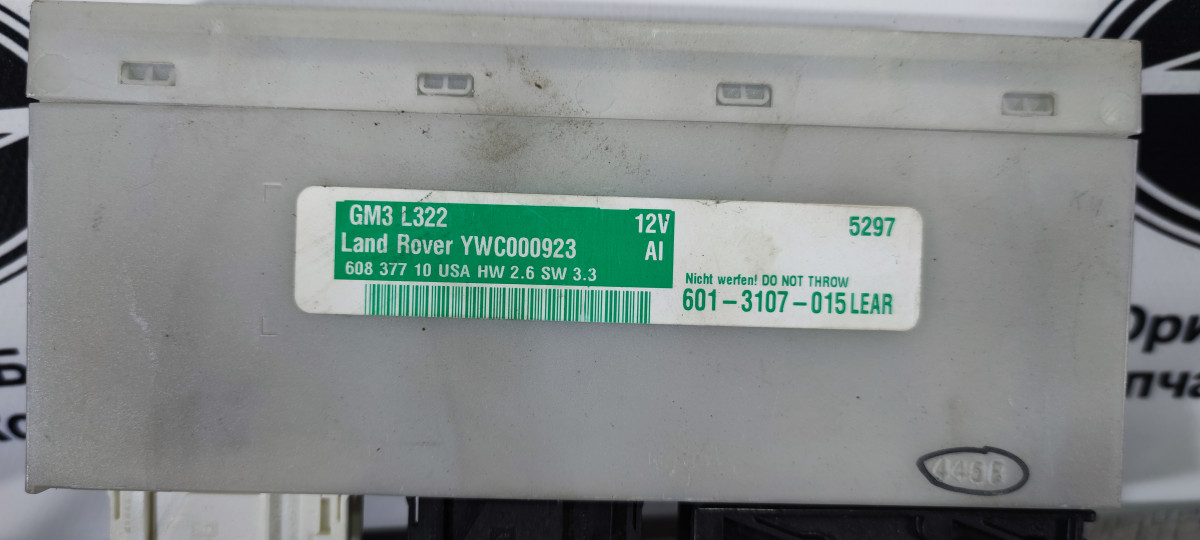 GM3 L322 12V
Land Rover YWC000923 AI
608 377 10 USA HW 2.6 SW 3.3
5297
Nicht werfen! DO NOT THROW
601-3107-015 LEAR